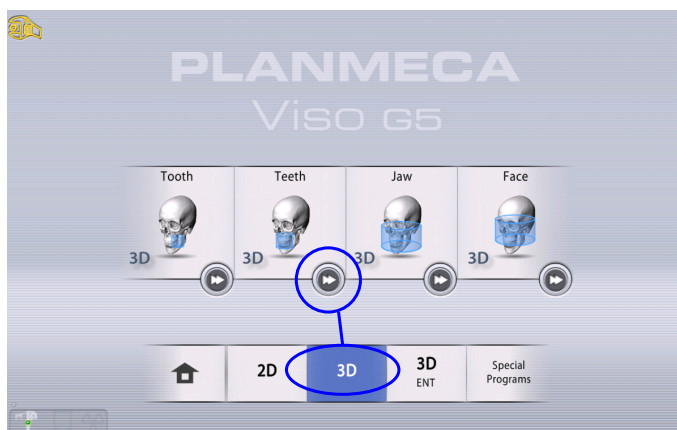 PLANMECA
Viso G5
Tooth
Teeth
Jaw
Face
3D
3D
3D
3D
2D
3D
3D
ENT
Special
Programs